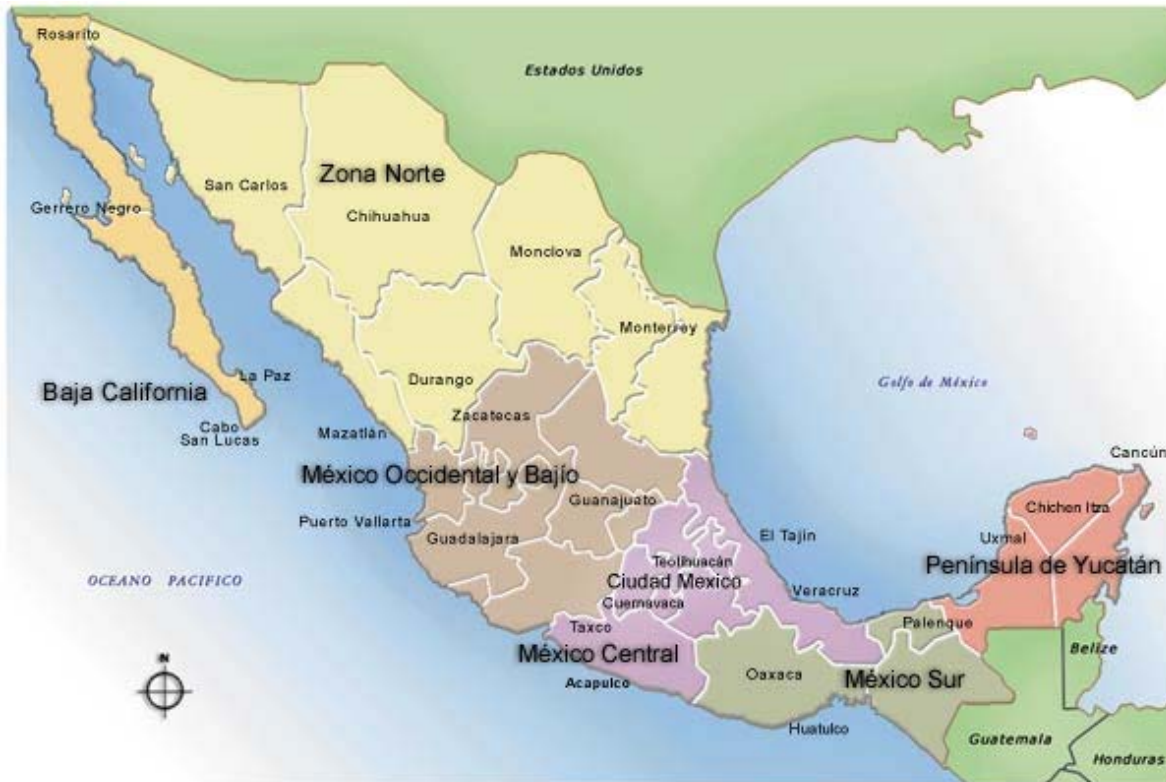 Rosarito
Estados Unidos
Zona Norte
San Carlos
Gerrero Negro
Chihuahua
Monclova
Monterrey
La Paz
Durango
Golfo de México
Baja California
Zacatecas
Cabo
San Lucas
Mazatlán
Cancún
México Occidental y Bajío
Guanajuato
Chichen Itza
Puerto Vallarta
Guadalajara
El Tajín
Uxmal
Teotihuacán
Península de Yucatán
OCEANO PACIFICO
Ciudad Mexico
Veracruz
Cuernavaca
Palenque
Taxco
México Central
Belize
N
Acapulco
Oaxaca
México Sur
Huatulco
Guatemala
Honduras